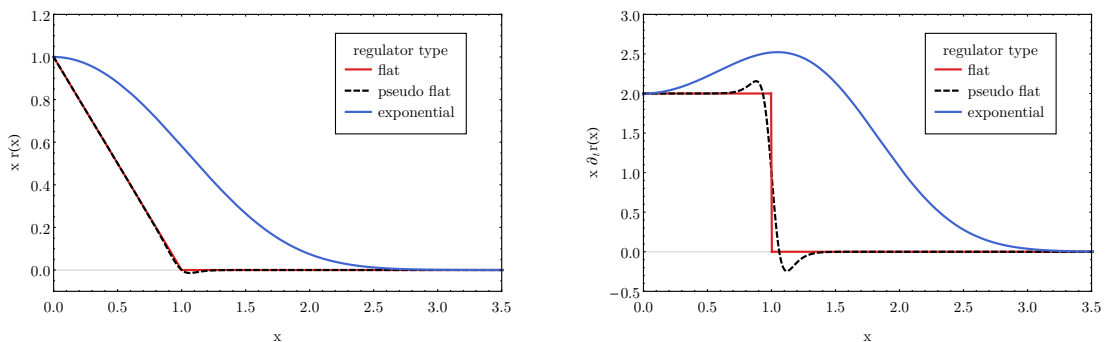 1.2
1.0
0.8
0.6
0.4
0.2
0.0
x r(x)
regulator type
flat
pseudo flat
exponential
0.0 0.5 1.0 1.5 2.0 2.5 3.0 3.5
x
3.0
2.5
2.0
1.5
1.0
0.5
0.0
−0.5
x ∂ₜr(x)
regulator type
flat
pseudo flat
exponential
0.0 0.5 1.0 1.5 2.0 2.5 3.0 3.5
x